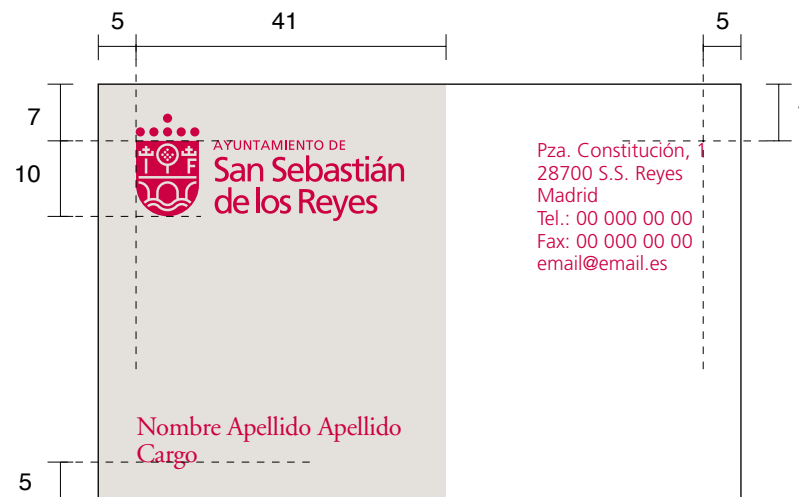 5
41
5
7
10
AYUNTAMIENTO DE
San Sebastián
de los Reyes
Pza. Constitución, 1
28700 S.S. Reyes
Madrid
Tel.: 00 000 00 00
Fax: 00 000 00 00
email@email.es
Nombre Apellido Apellido
Cargo
5